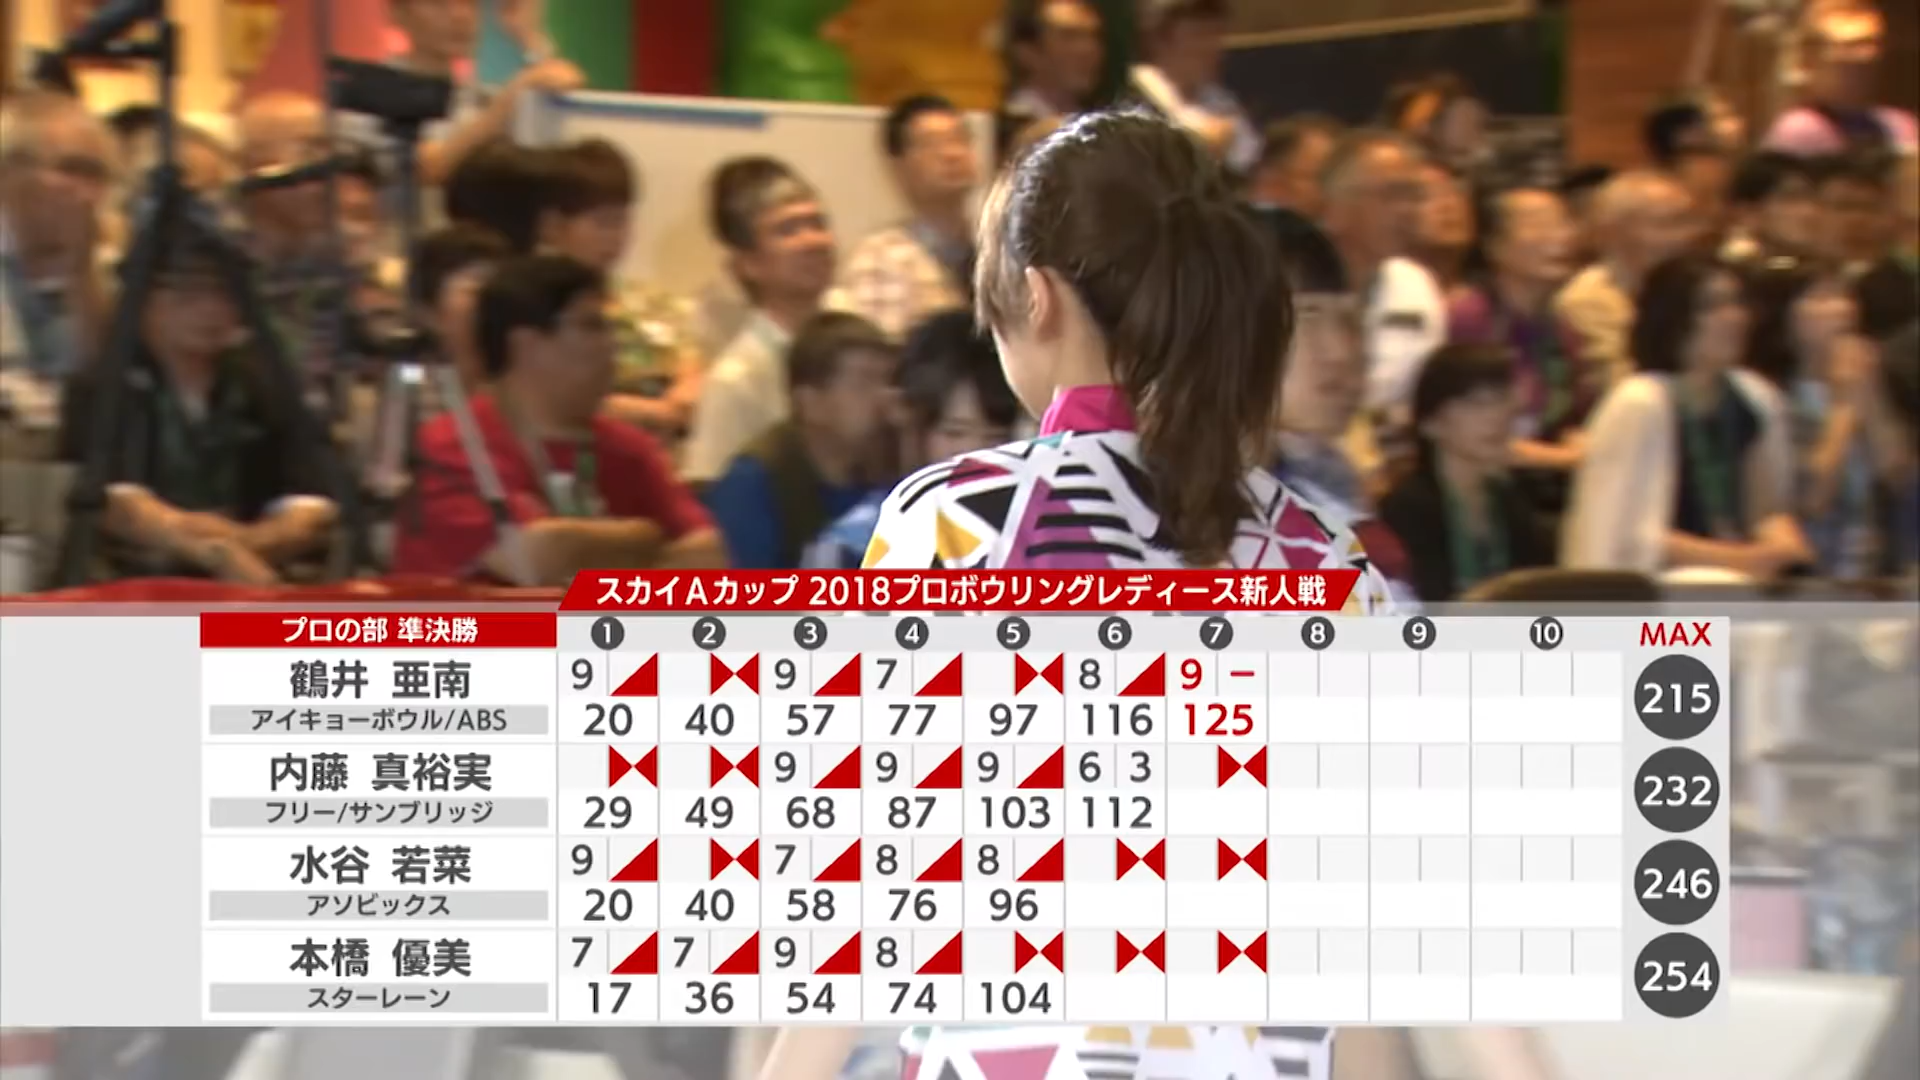 スカイAカップ 2018プロボウリングレディース新人戦
プロの部 準決勝 1 2 3 4 5 6 7 8 9 10 MAX
鶴井 亜南 9 9 7 8 9 − 215
アイキョーボウル/ABS 20 40 57 77 97 116 125
内藤 真裕実 9 9 9 6 3 232
フリー/サンブリッジ 29 49 68 87 103 112
水谷 若菜 9 7 8 8 246
アソビックス 20 40 58 76 96
本橋 優美 7 7 9 8 254
スターレーン 17 36 54 74 104